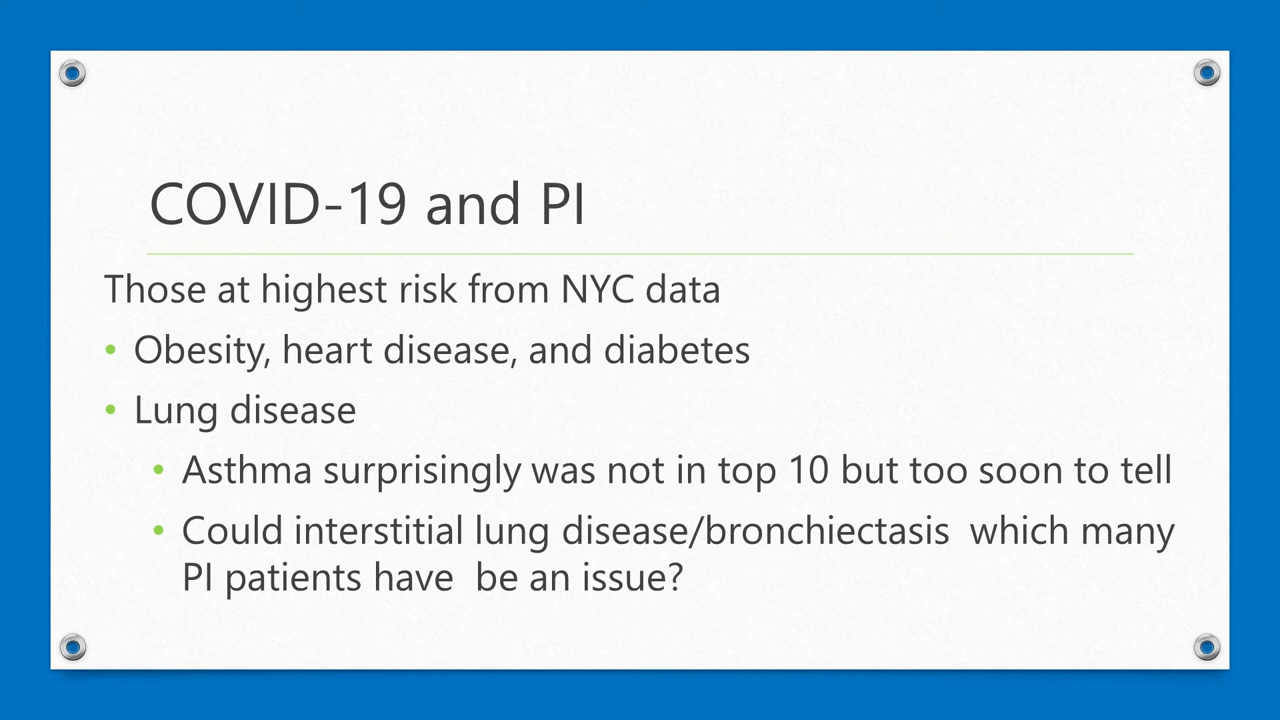 COVID-19 and PI
Those at highest risk from NYC data
• Obesity, heart disease, and diabetes
• Lung disease
• Asthma surprisingly was not in top 10 but too soon to tell
• Could interstitial lung disease/bronchiectasis  which many
PI patients have  be an issue?